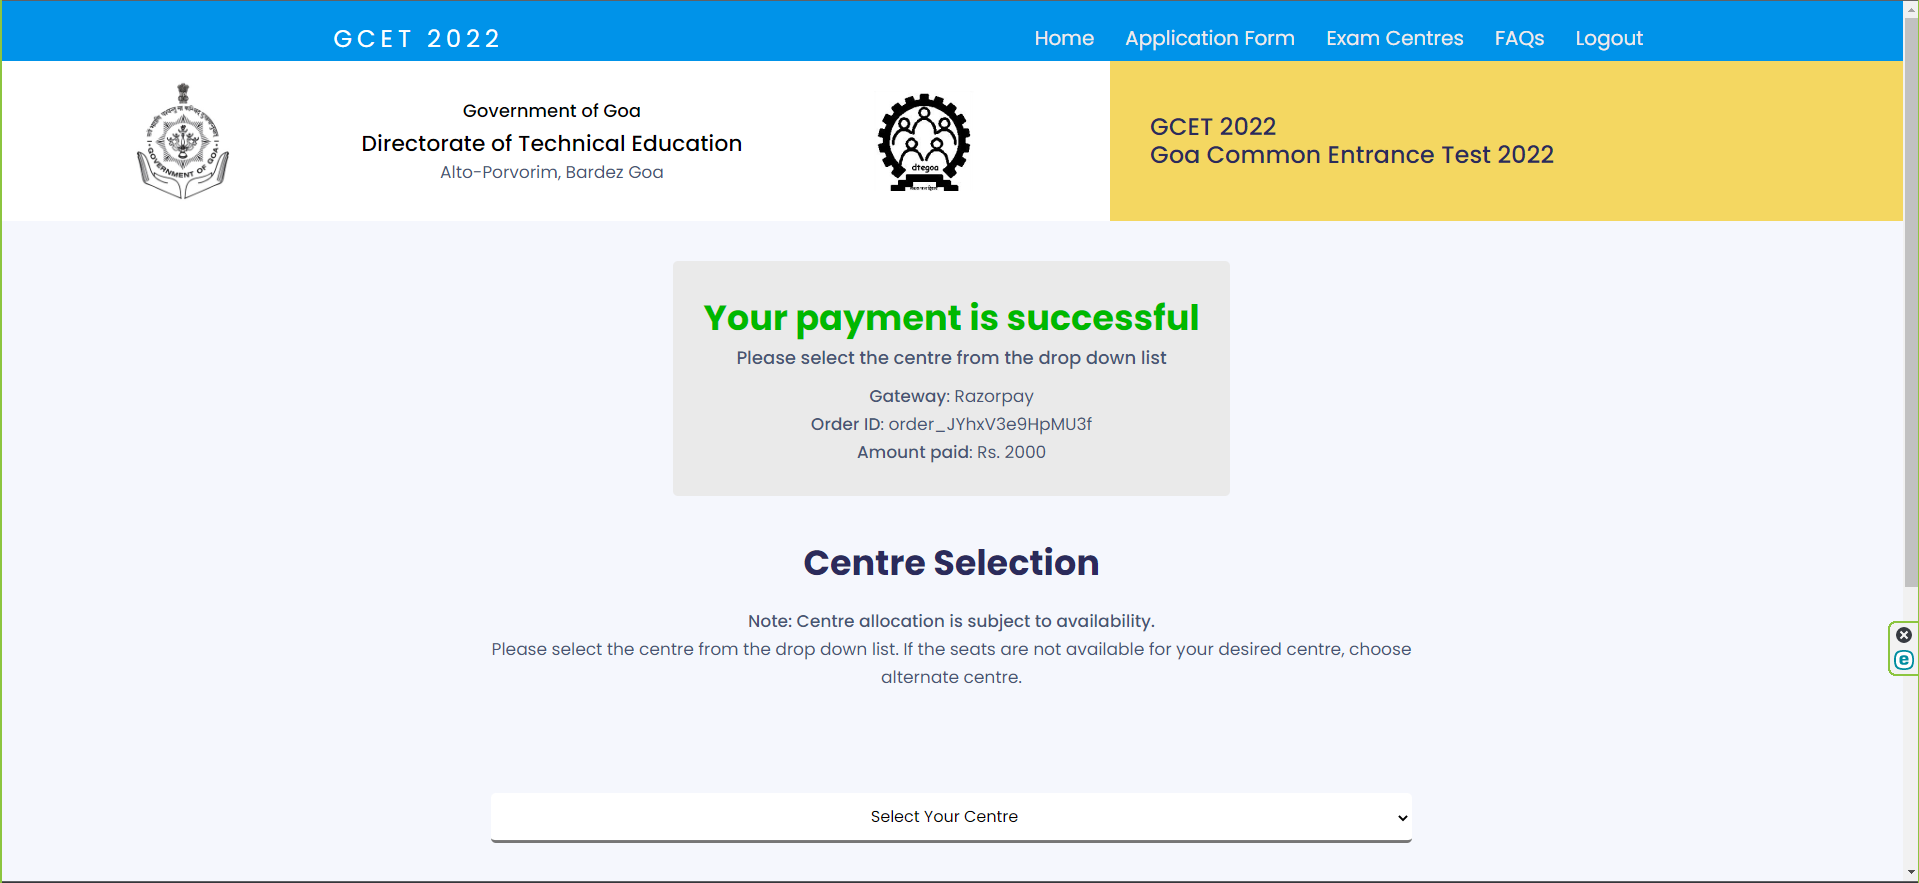 GCET 2022
Home
Application Form
Exam Centres
FAQs
Logout
GOVERNMENT OF GOA
Government of Goa
Directorate of Technical Education
Alto-Porvorim, Bardez Goa
dtegoa
GCET 2022
Goa Common Entrance Test 2022
Your payment is successful
Please select the centre from the drop down list
Gateway: Razorpay
Order ID: order_JYhxV3e9HpMU3f
Amount paid: Rs. 2000
Centre Selection
Note: Centre allocation is subject to availability.
Please select the centre from the drop down list. If the seats are not available for your desired centre, choose
alternate centre.
Select Your Centre
e